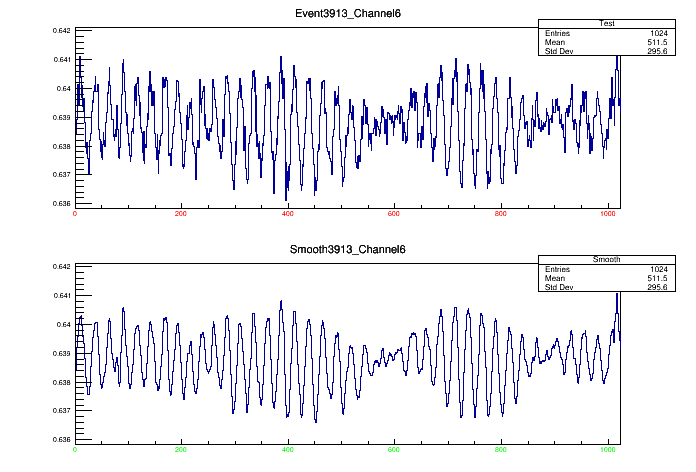 Event3913_Channel6
Test
Entries 1024
Mean 511.5
Std Dev 295.6
0.642
0.641
0.64
0.639
0.638
0.637
0.636
0 200 400 600 800 1000
Smooth3913_Channel6
Smooth
Entries 1024
Mean 511.5
Std Dev 295.6
0.642
0.641
0.64
0.639
0.638
0.637
0.636
0 200 400 600 800 1000